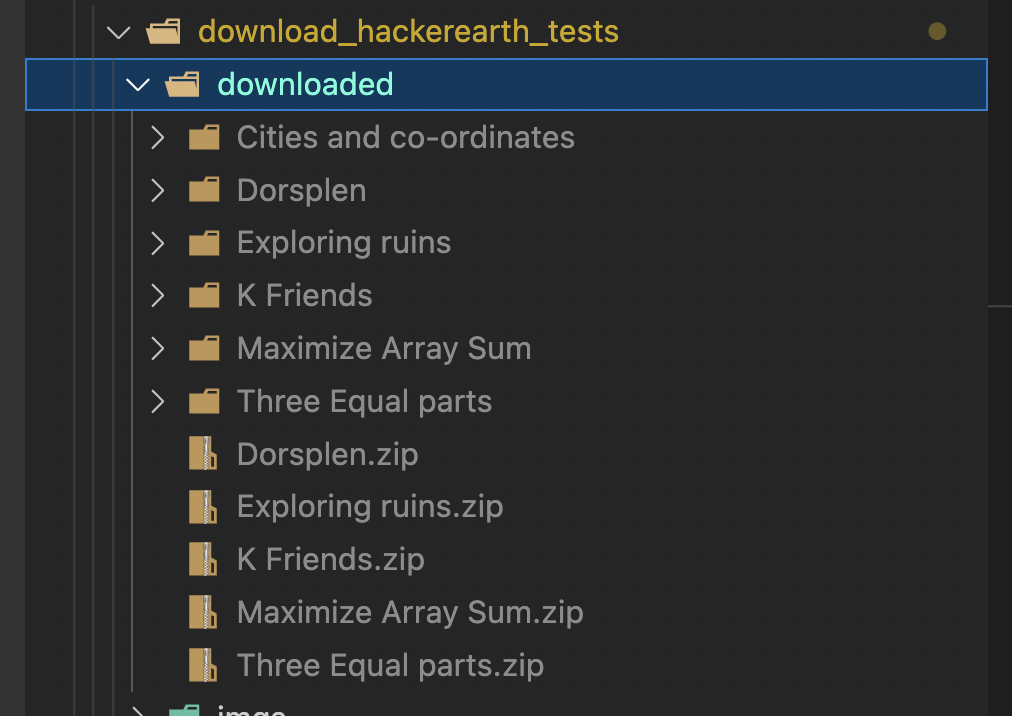 download_hackerearth_tests
downloaded
Cities and co-ordinates
Dorsplen
Exploring ruins
K Friends
Maximize Array Sum
Three Equal parts
Dorsplen.zip
Exploring ruins.zip
K Friends.zip
Maximize Array Sum.zip
Three Equal parts.zip